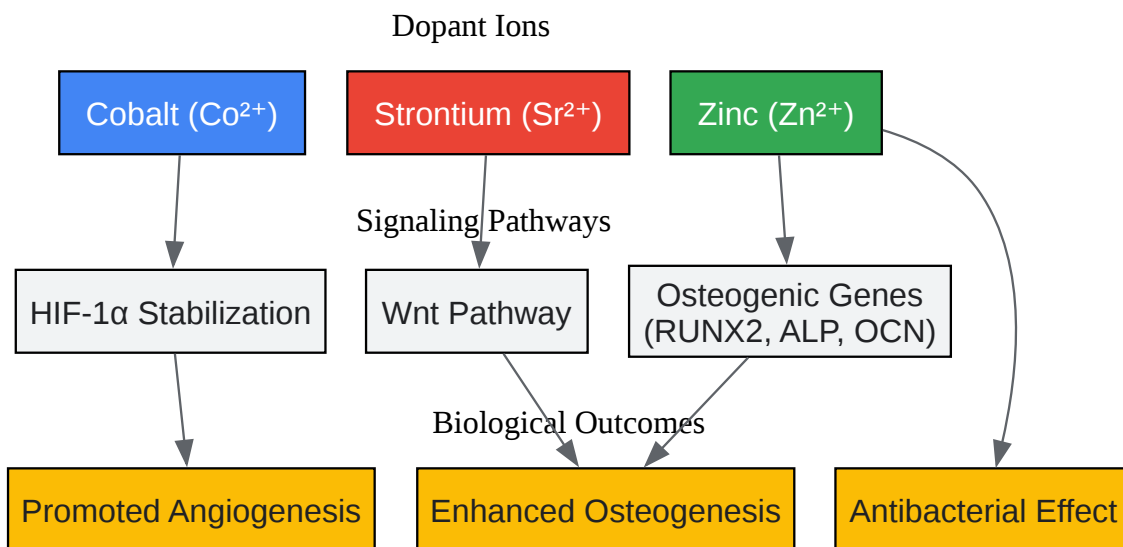 Dopant Ions
Cobalt (Co²⁺)
Strontium (Sr²⁺)
Zinc (Zn²⁺)
Signaling Pathways
HIF-1α Stabilization
Wnt Pathway
Osteogenic Genes
(RUNX2, ALP, OCN)
Biological Outcomes
Promoted Angiogenesis
Enhanced Osteogenesis
Antibacterial Effect